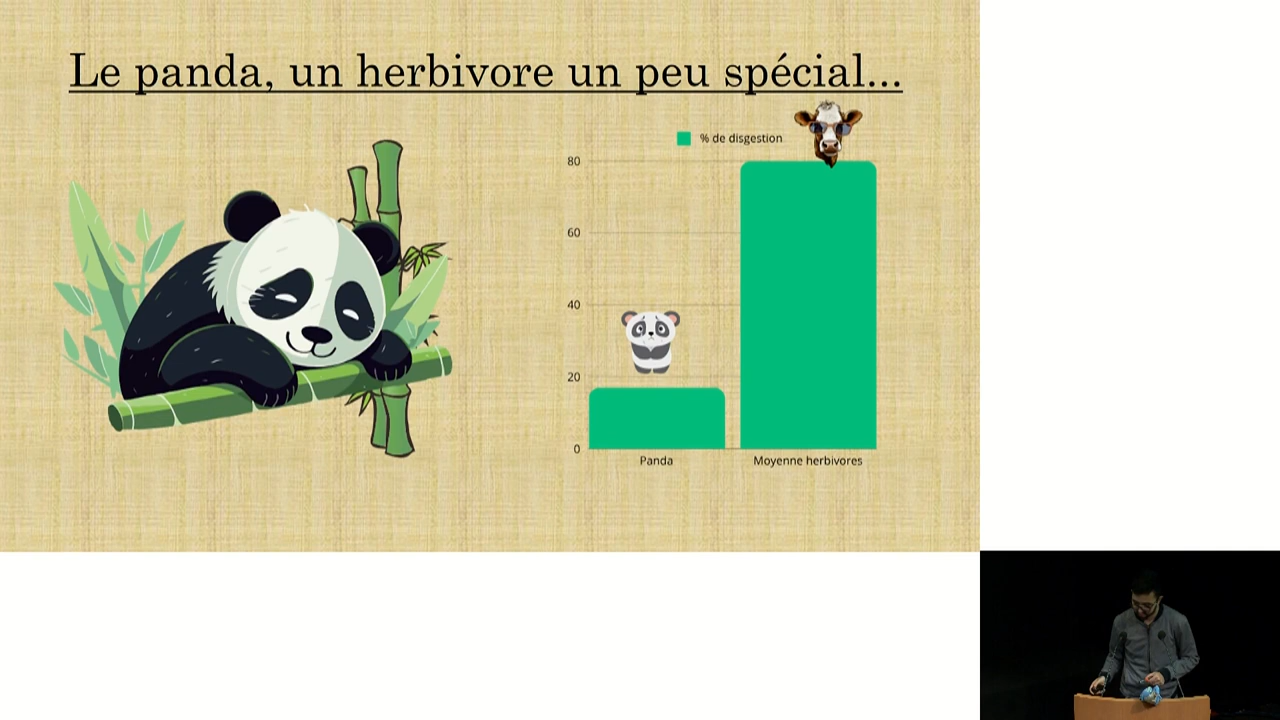 Le panda, un herbivore un peu spécial...
% de disgestion
80
60
40
20
0
Panda
Moyenne herbivores